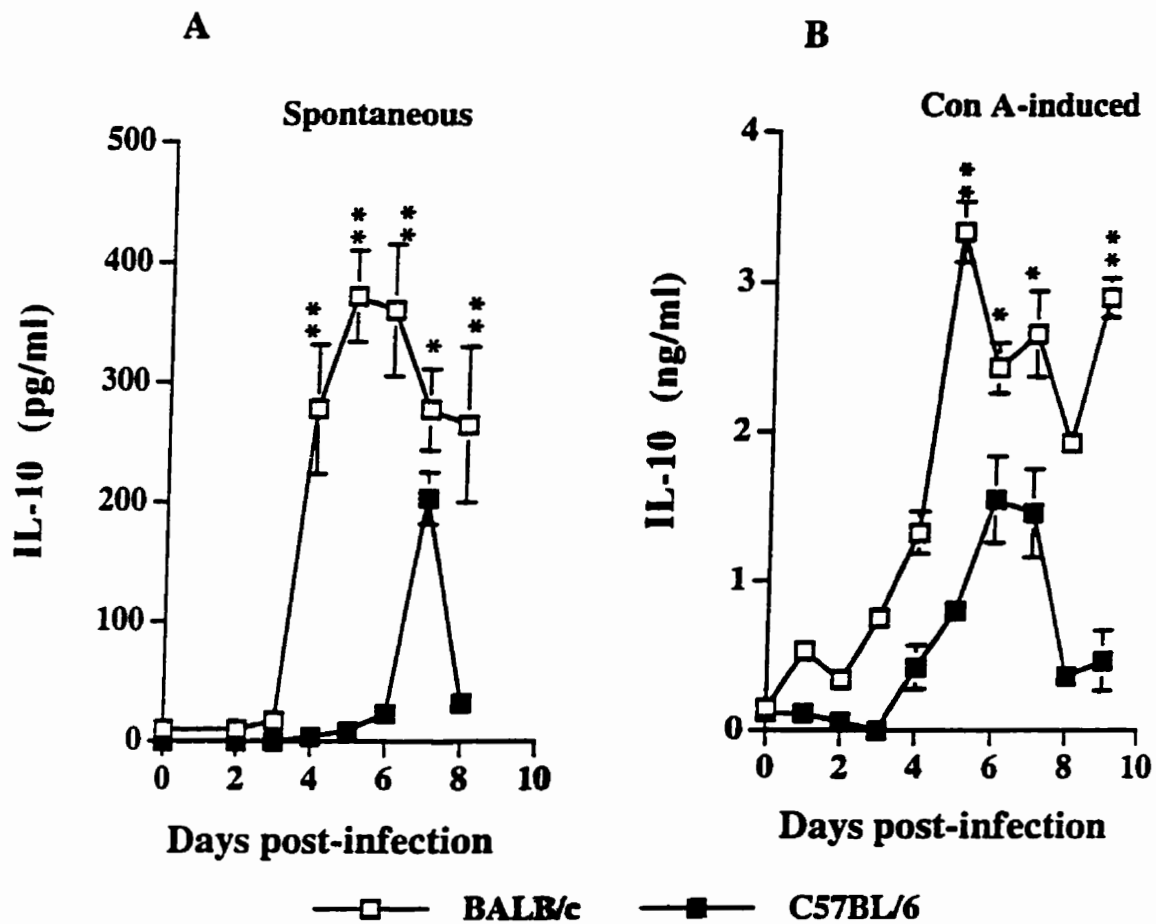 A
B
Spontaneous
Con A-induced
500
400
300
200
100
0
IL-10 (pg/ml)
** ** ** * **
0 2 4 6 8 10
Days post-infection
4
3
2
1
0
IL-10 (ng/ml)
** * * **
0 2 4 6 8 10
Days post-infection
BALB/c
C57BL/6